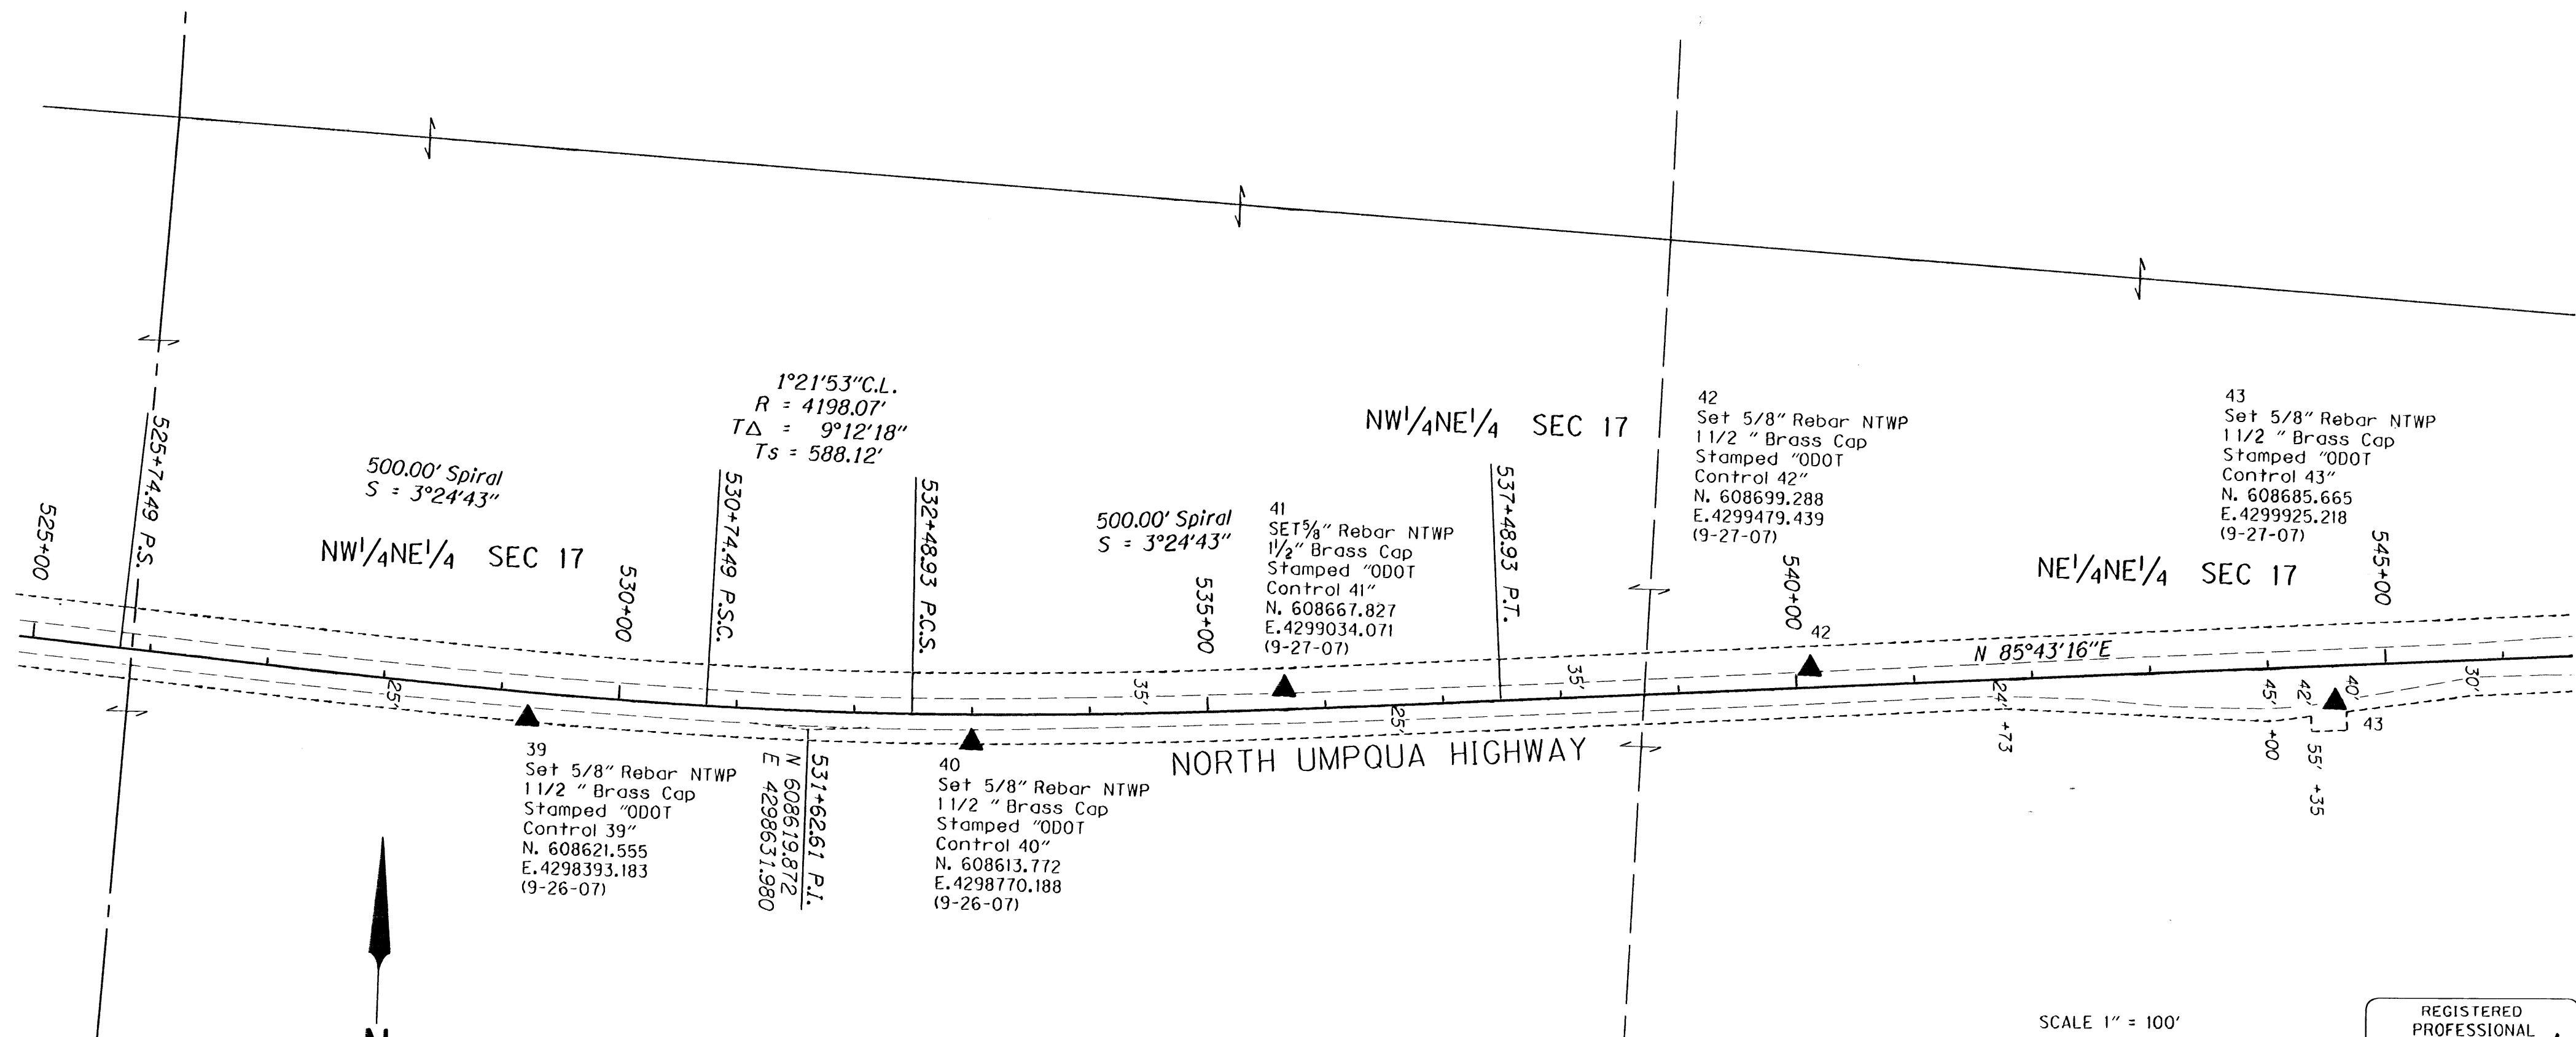 1°21'53"C.L.
R = 4198.07'
T△ = 9°12'18"
Ts = 588.12'
500.00' Spiral
S = 3°24'43"
NW1/4NE1/4 SEC 17
525+00
525+74.49 P.S.
530+00
530+74.49 P.S.C.
532+48.93 P.C.S.
500.00' Spiral
S = 3°24'43"
535+00
41
SET 5/8" Rebar NTWP
1 1/2" Brass Cap
Stamped "ODOT
Control 41"
N. 608667.827
E.4299034.071
(9-27-07)
NW1/4NE1/4 SEC 17
537+48.93 P.T.
42
Set 5/8" Rebar NTWP
1 1/2 " Brass Cap
Stamped "ODOT
Control 42"
N. 608699.288
E.4299479.439
(9-27-07)
540+00
42
43
Set 5/8" Rebar NTWP
1 1/2 " Brass Cap
Stamped "ODOT
Control 43"
N. 608685.665
E.4299925.218
(9-27-07)
NE1/4NE1/4 SEC 17
545+00
N 85°43'16"E
25'
35'
25'
35'
24' +73
45' +00
42'
55' +35
40'
43
30'
NORTH UMPQUA HIGHWAY
39
Set 5/8" Rebar NTWP
1 1/2 " Brass Cap
Stamped "ODOT
Control 39"
N. 608621.555
E.4298393.183
(9-26-07)
531+62.61 P.I.
N 608619.872
E 4298631.980
40
Set 5/8" Rebar NTWP
1 1/2 " Brass Cap
Stamped "ODOT
Control 40"
N. 608613.772
E.4298770.188
(9-26-07)
N
SCALE 1" = 100'
REGISTERED
PROFESSIONAL